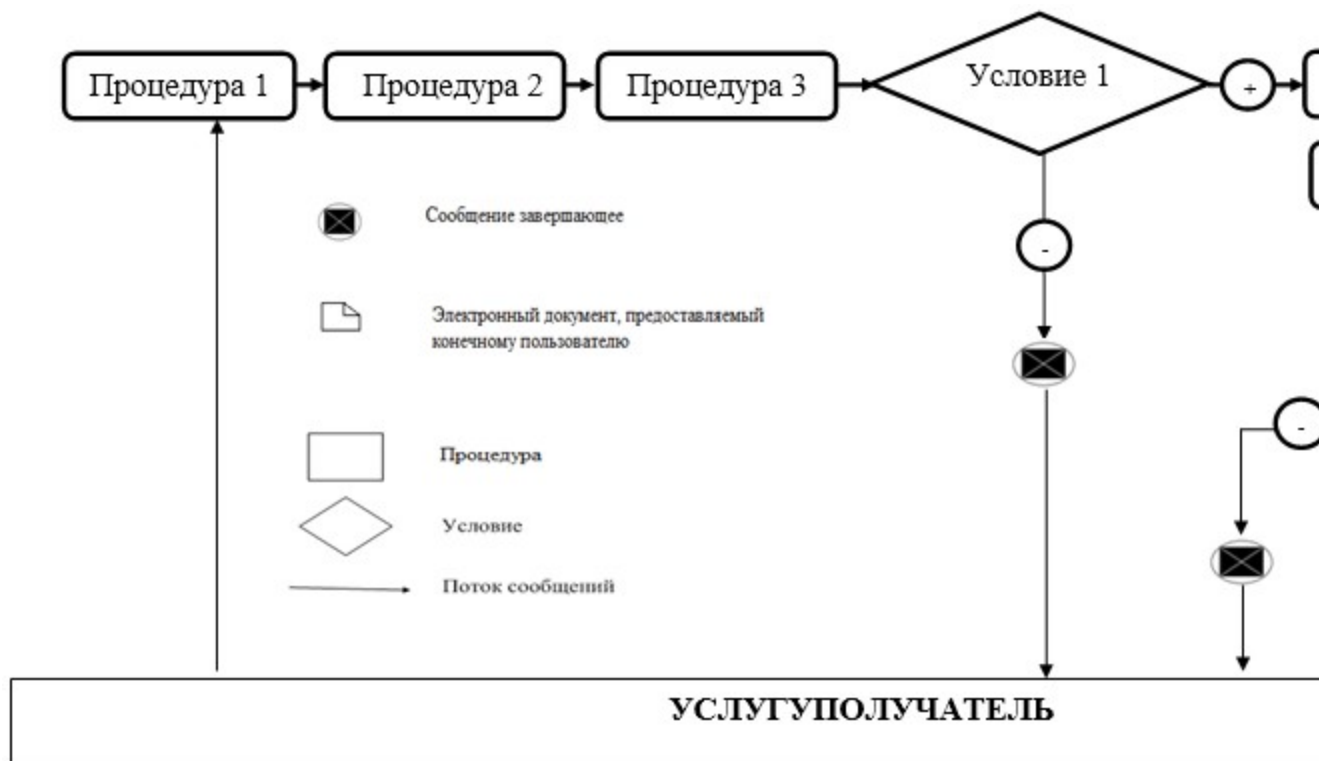 Процедура 1
Процедура 2
Процедура 3
Условие 1
+
Сообщение завершающее
-
Электронный документ, предоставляемый
конечному пользователю
-
Процедура
Условие
Поток сообщений
УСЛУГУПОЛУЧАТЕЛЬ